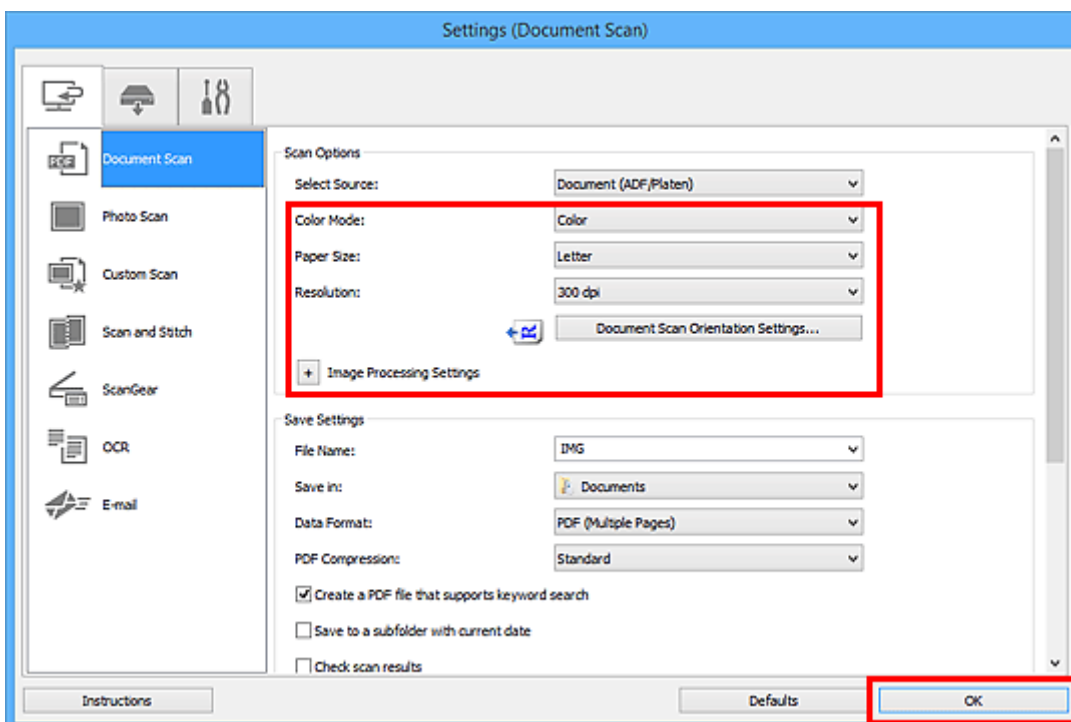 Settings (Document Scan)
PDF
Document Scan
Photo Scan
Custom Scan
Scan and Stitch
ScanGear
OCR
E-mail
Scan Options
Select Source: Document (ADF/Platen)
Color Mode: Color
Paper Size: Letter
Resolution: 300 dpi
R Document Scan Orientation Settings...
+ Image Processing Settings
Save Settings
File Name: IMG
Save in: Documents
Data Format: PDF (Multiple Pages)
PDF Compression: Standard
Create a PDF file that supports keyword search
Save to a subfolder with current date
Check scan results
Instructions Defaults OK